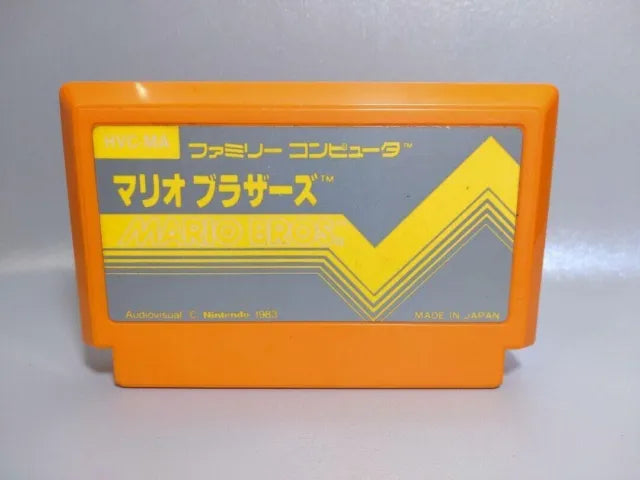 HVC-MA
ファミリー コンピュータ™
マリオ ブラザーズ™
MARIO BROS.
Audiovisual © Nintendo 1983
MADE IN JAPAN